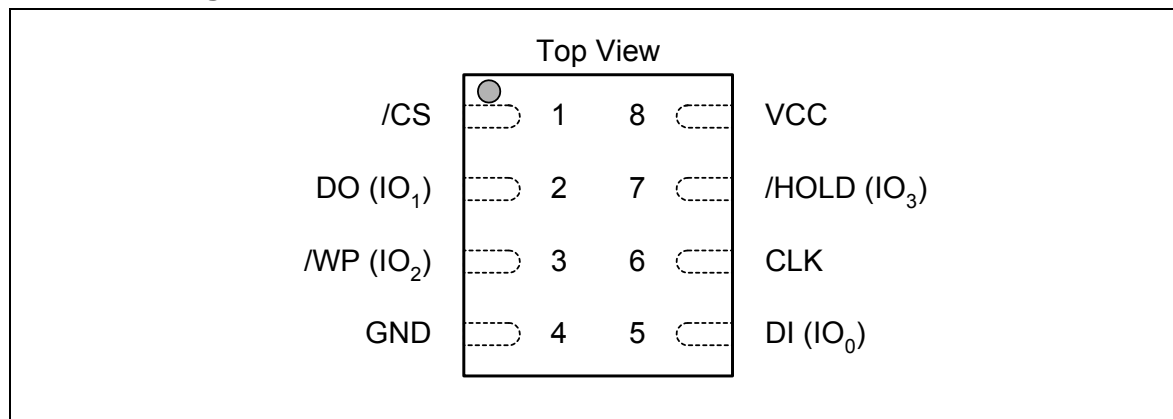 Top View
/CS 1 8 VCC
DO (IO₁) 2 7 /HOLD (IO₃)
/WP (IO₂) 3 6 CLK
GND 4 5 DI (IO₀)